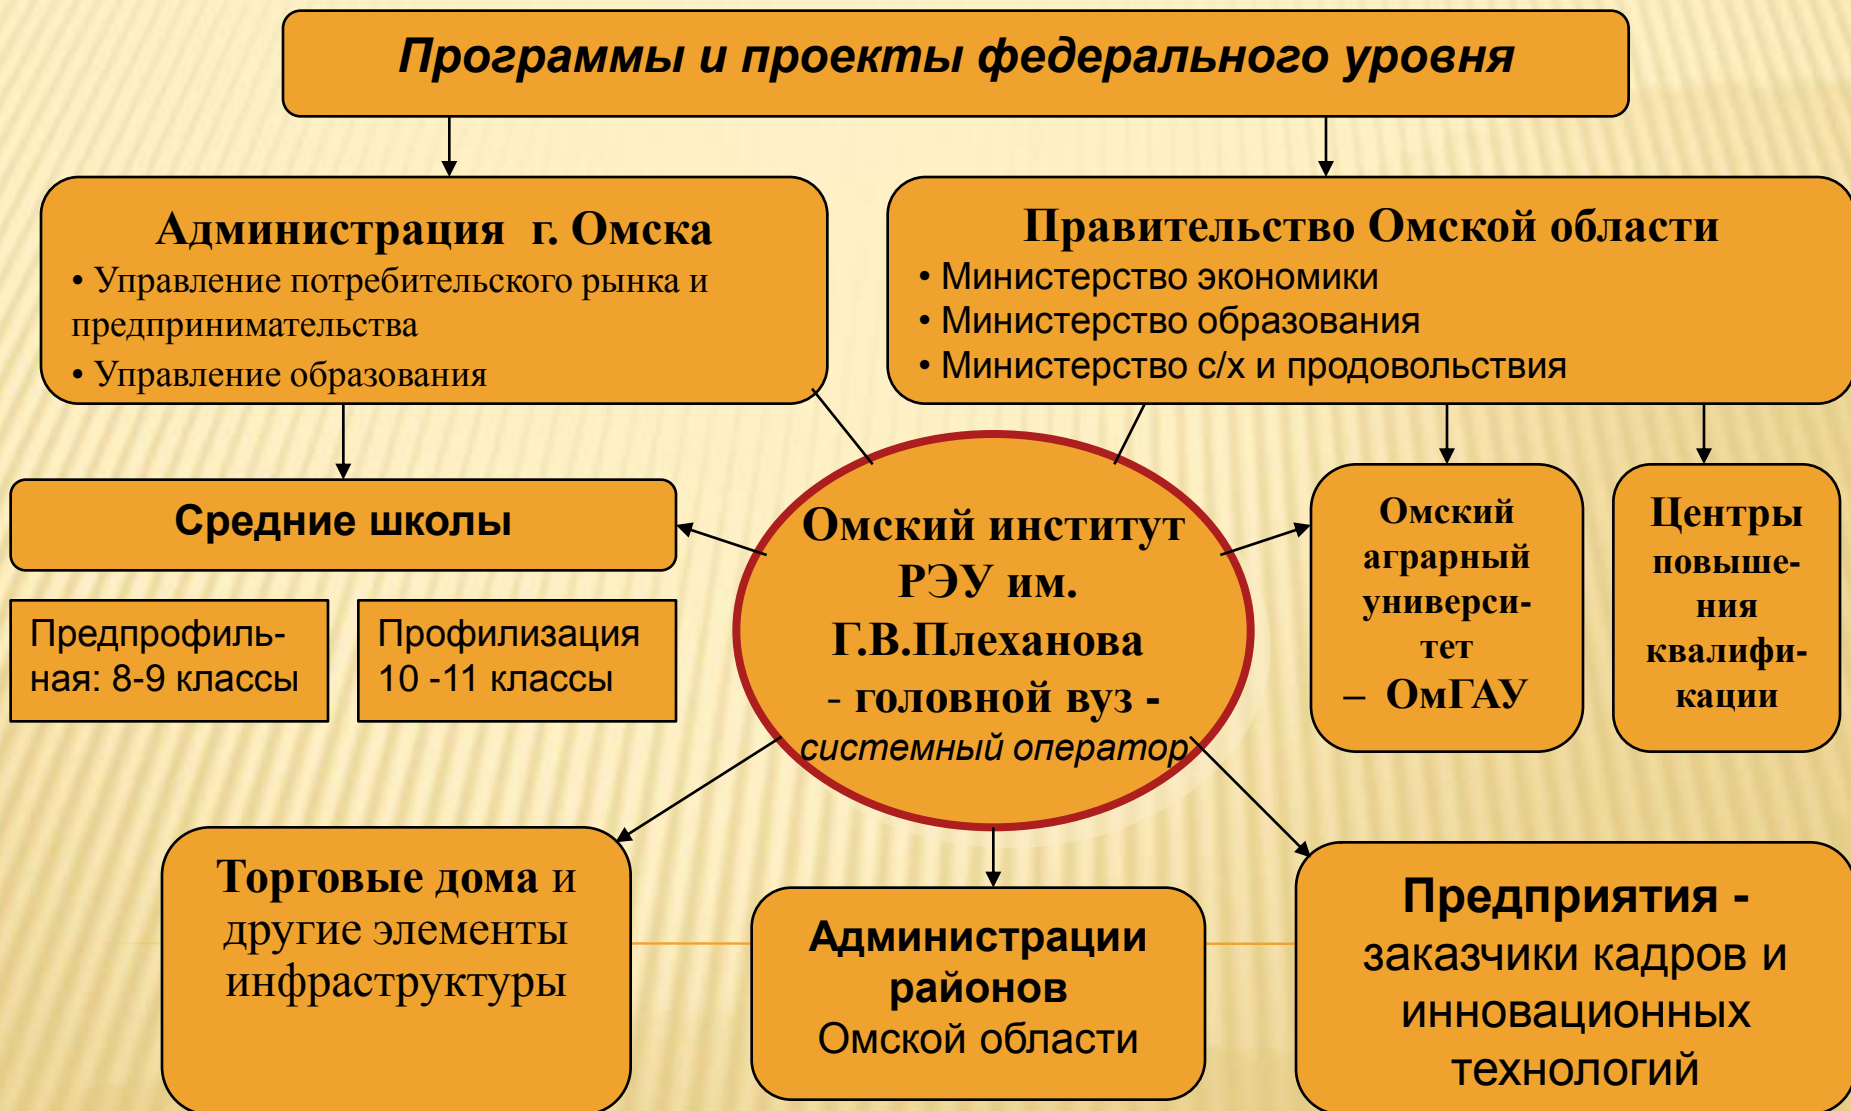 Программы и проекты федерального уровня
Администрация г. Омска
• Управление потребительского рынка и
предпринимательства
• Управление образования
Правительство Омской области
• Министерство экономики
• Министерство образования
• Министерство с/х и продовольствия
Средние школы
Предпрофиль-
ная: 8-9 классы
Профилизация
10 -11 классы
Омский институт
РЭУ им.
Г.В.Плеханова
- головной вуз -
системный оператор
Омский
аграрный
универси-
тет
– ОмГАУ
Центры
повыше-
ния
квалифи-
кации
Торговые дома и
другие элементы
инфраструктуры
Администрации
районов
Омской области
Предприятия -
заказчики кадров и
инновационных
технологий